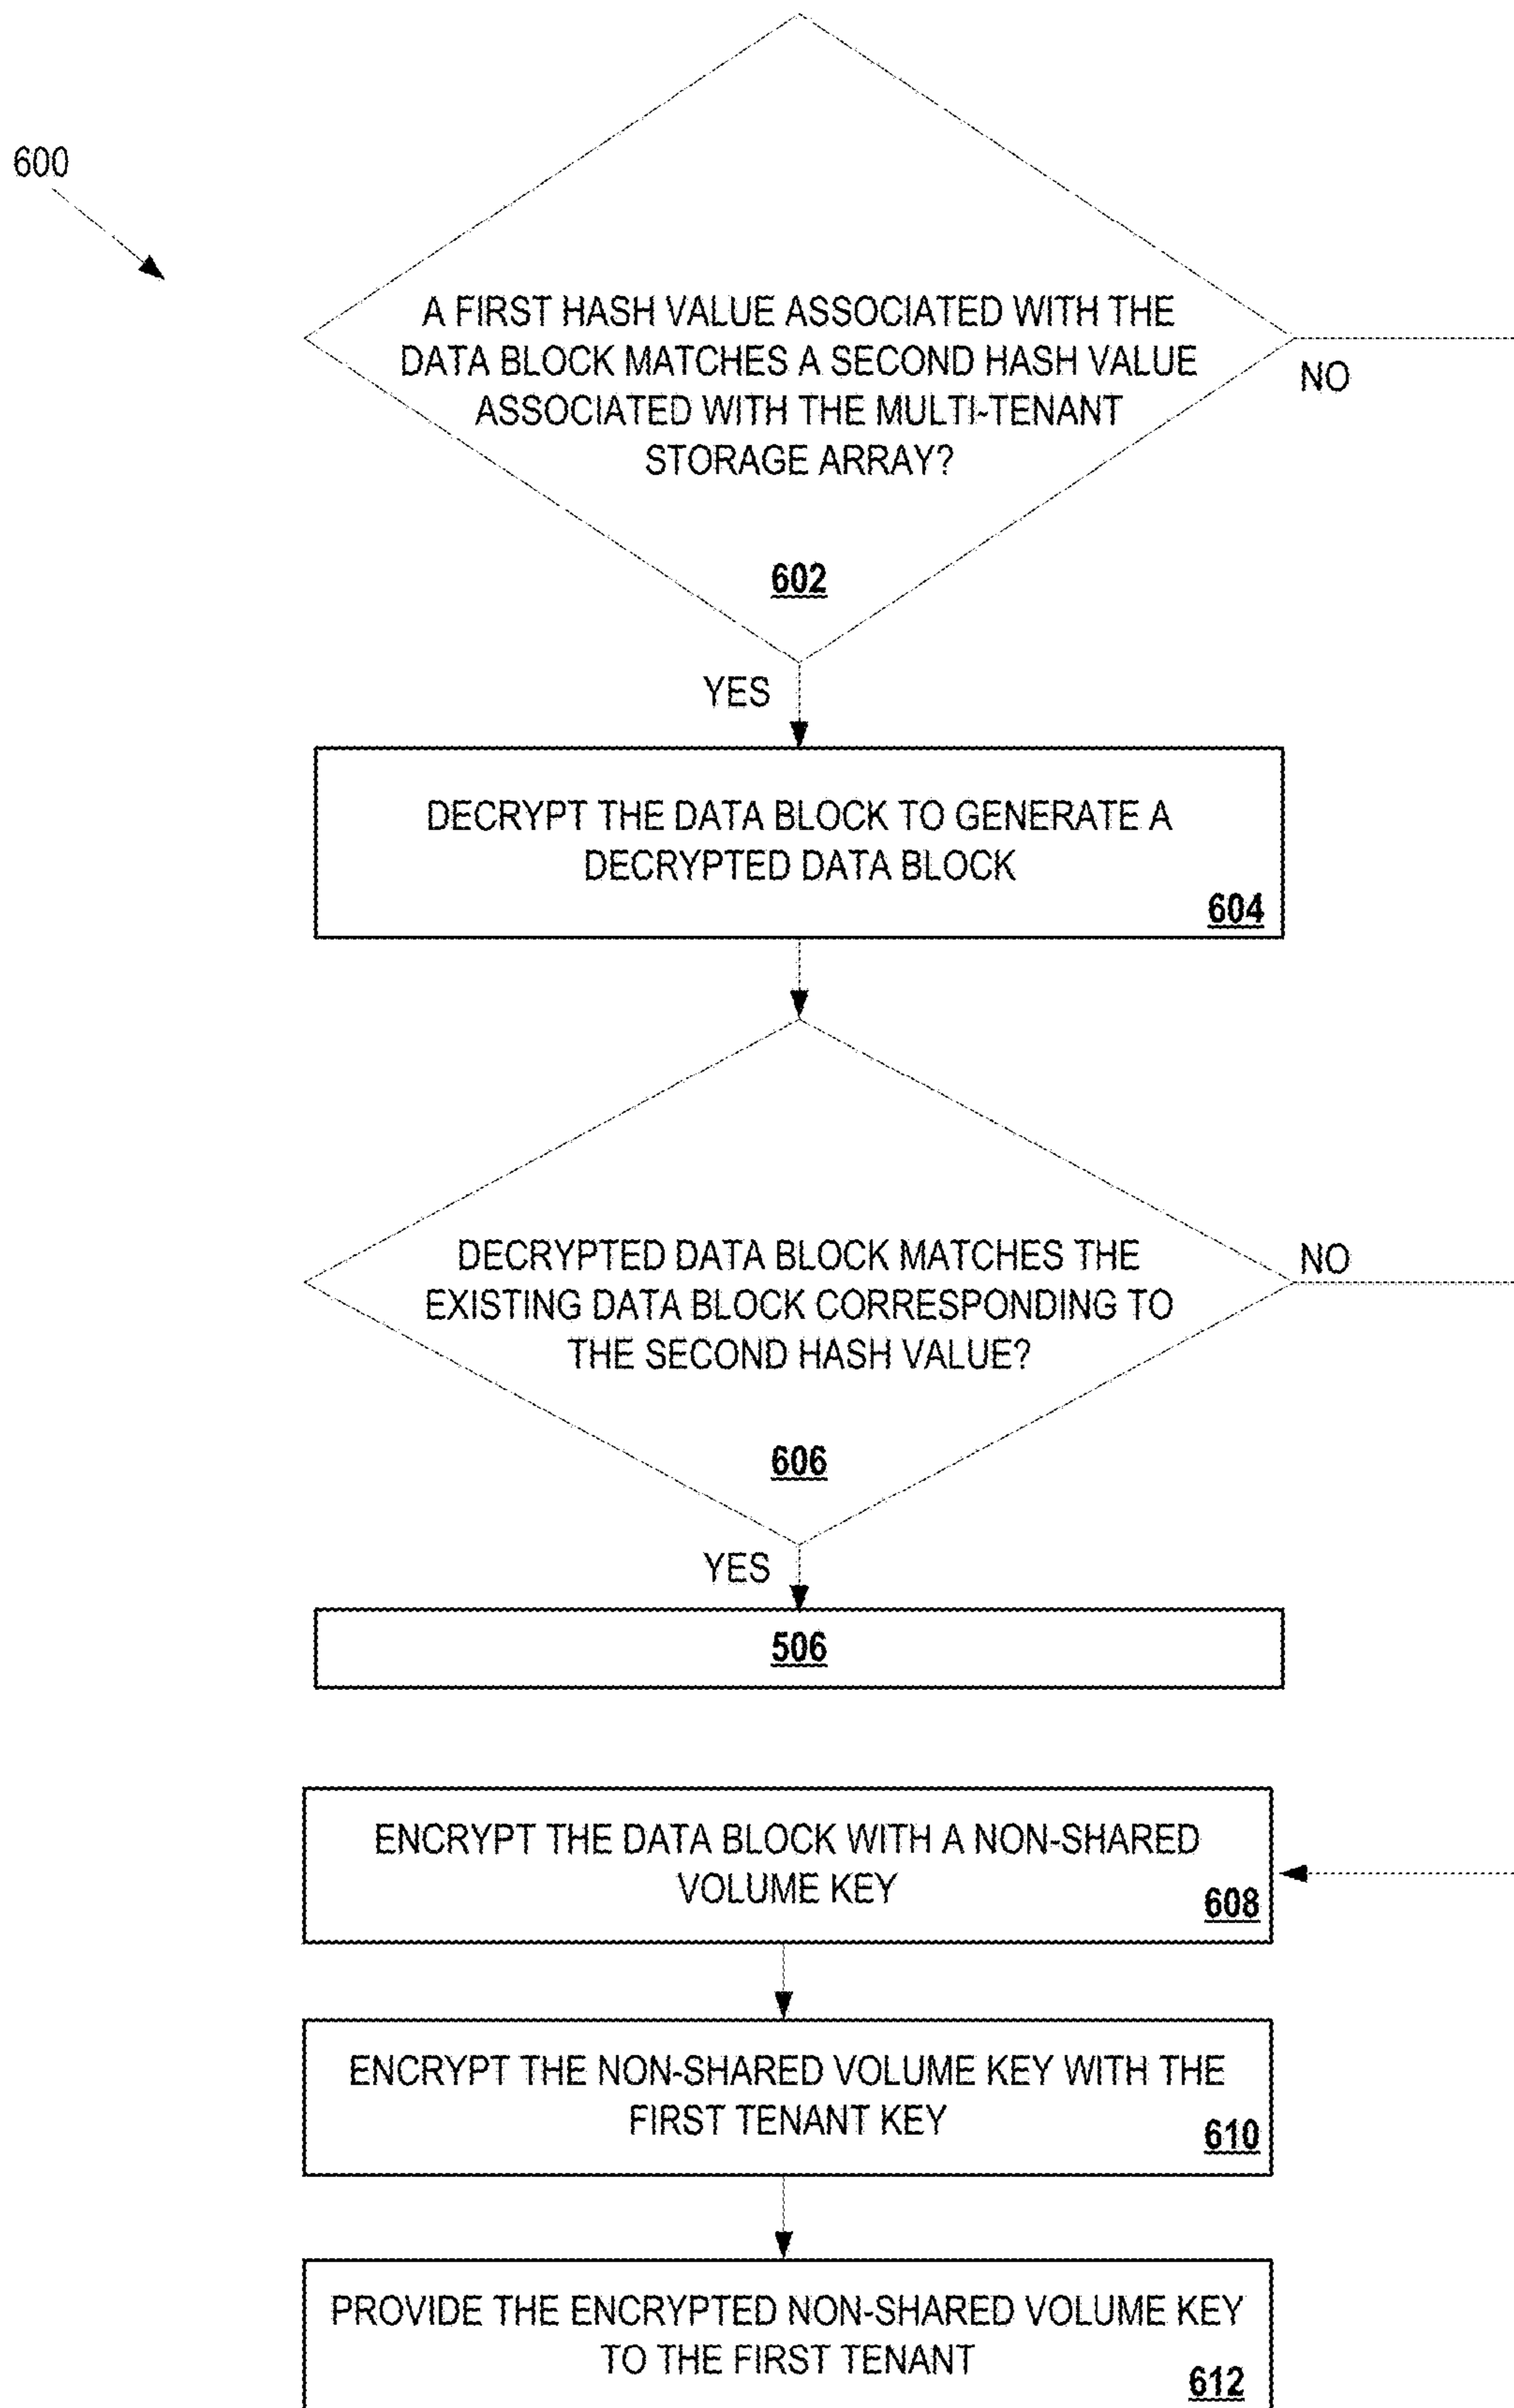 600
A FIRST HASH VALUE ASSOCIATED WITH THE
DATA BLOCK MATCHES A SECOND HASH VALUE
ASSOCIATED WITH THE MULTI-TENANT
STORAGE ARRAY?
NO
602
YES
DECRYPT THE DATA BLOCK TO GENERATE A
DECRYPTED DATA BLOCK
604
DECRYPTED DATA BLOCK MATCHES THE
EXISTING DATA BLOCK CORRESPONDING TO
THE SECOND HASH VALUE?
NO
606
YES
506
ENCRYPT THE DATA BLOCK WITH A NON-SHARED
VOLUME KEY
608
ENCRYPT THE NON-SHARED VOLUME KEY WITH THE
FIRST TENANT KEY
610
PROVIDE THE ENCRYPTED NON-SHARED VOLUME KEY
TO THE FIRST TENANT
612